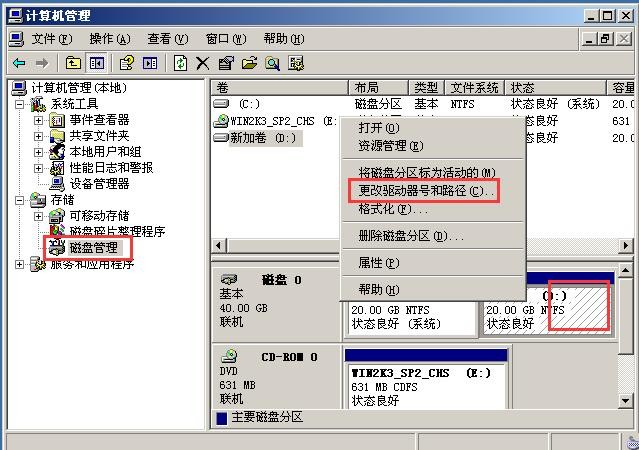 计算机管理
文件(F) 操作(A) 查看(V) 窗口(W) 帮助(H)
计算机管理(本地)
系统工具
事件查看器
共享文件夹
本地用户和组
性能日志和警报
设备管理器
存储
可移动存储
磁盘碎片整理程序
磁盘管理
服务和应用程序
卷 布局 类型 文件系统 状态 容量
(C:) 磁盘分区 基本 NTFS 状态良好 (系统) 20.0
WIN2K3_SP2_CHS (E: 631
新加卷 (D:) 20.0
打开(O)
资源管理(E)
将磁盘分区标为活动的(M)
更改驱动器号和路径(C)...
格式化(F)...
删除磁盘分区(D)...
属性(P)
帮助(H)
磁盘 0
基本
40.00 GB
联机
20.00 GB NTFS
状态良好 (系统)
(D:)
20.00 GB NTFS
状态良好
CD-ROM 0
DVD
631 MB
联机
WIN2K3_SP2_CHS (E:)
631 MB CDFS
状态良好
主要磁盘分区